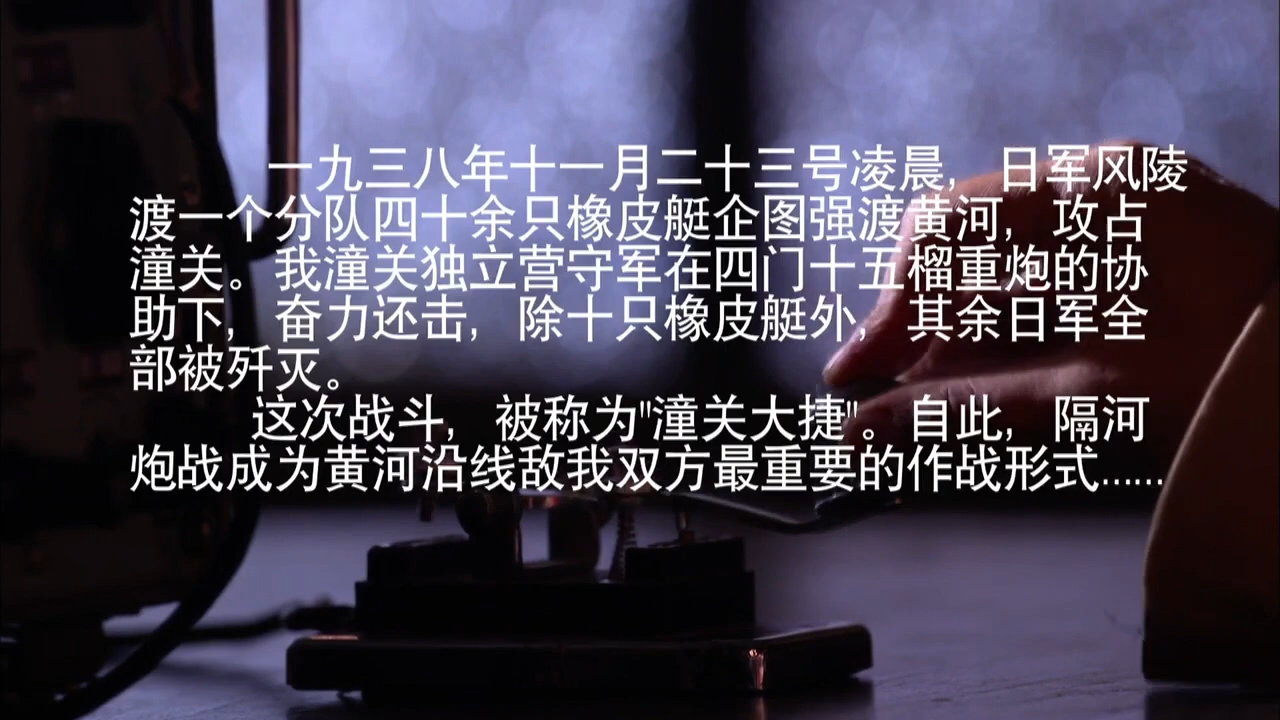 一九三八年十一月二十三号凌晨，日军风陵
渡一个分队四十余只橡皮艇企图强渡黄河，攻占
潼关。我潼关独立营守军在四门十五榴重炮的协
助下，奋力还击，除十只橡皮艇外，其余日军全
部被歼灭。
这次战斗，被称为"潼关大捷"。自此，隔河
炮战成为黄河沿线敌我双方最重要的作战形式......